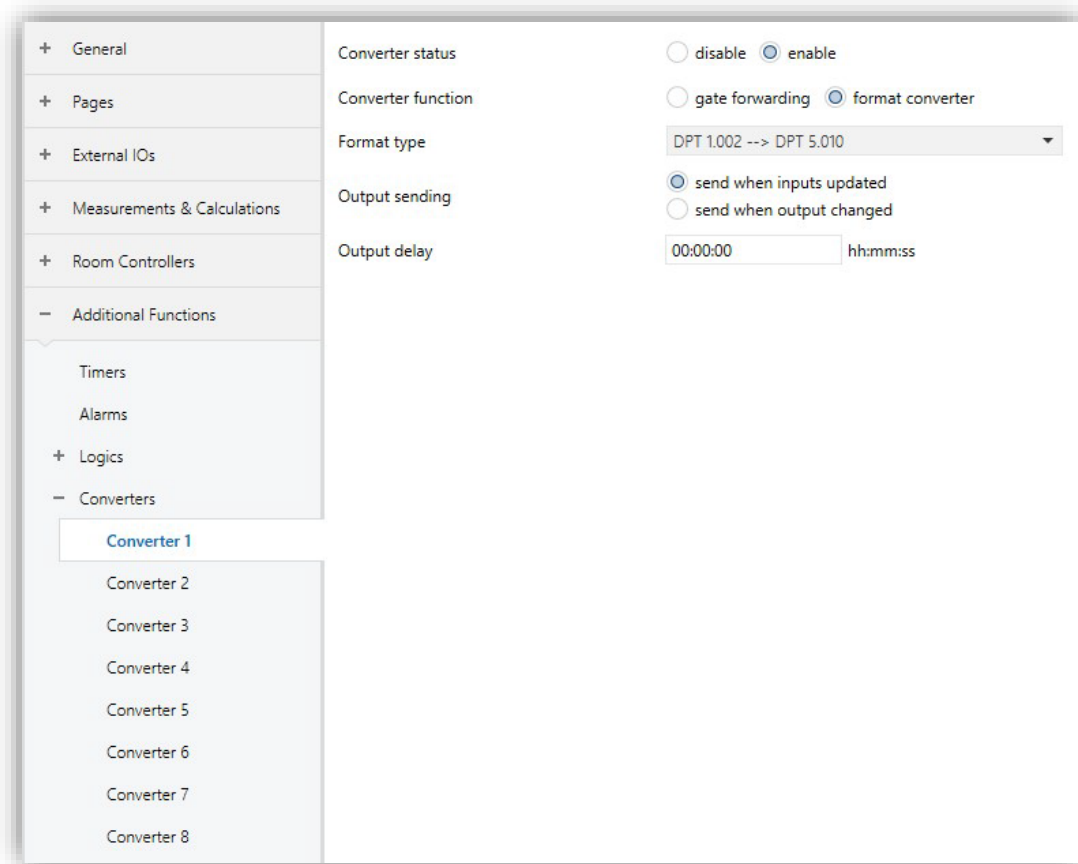 + General
+ Pages
+ External IOs
+ Measurements & Calculations
+ Room Controllers
− Additional Functions
Timers
Alarms
+ Logics
− Converters
Converter 1
Converter 2
Converter 3
Converter 4
Converter 5
Converter 6
Converter 7
Converter 8
Converter status
disable enable
Converter function
gate forwarding format converter
Format type
DPT 1.002 --> DPT 5.010
Output sending
send when inputs updated
send when output changed
Output delay
00:00:00 hh:mm:ss